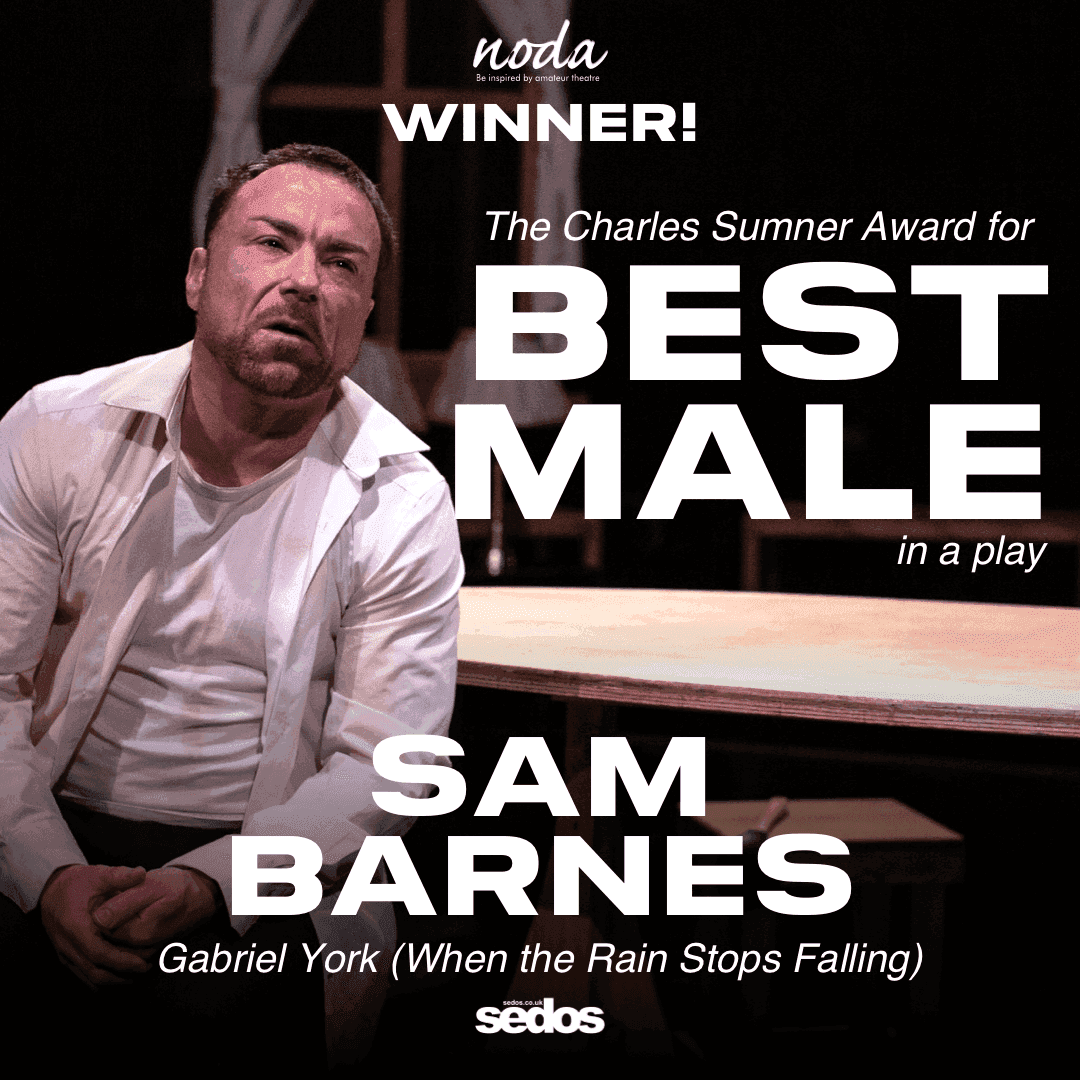 noda
Be inspired by amateur theatre
WINNER!
The Charles Sumner Award for
BEST
MALE
in a play
SAM
BARNES
Gabriel York (When the Rain Stops Falling)
sedos.co.uk
sedos